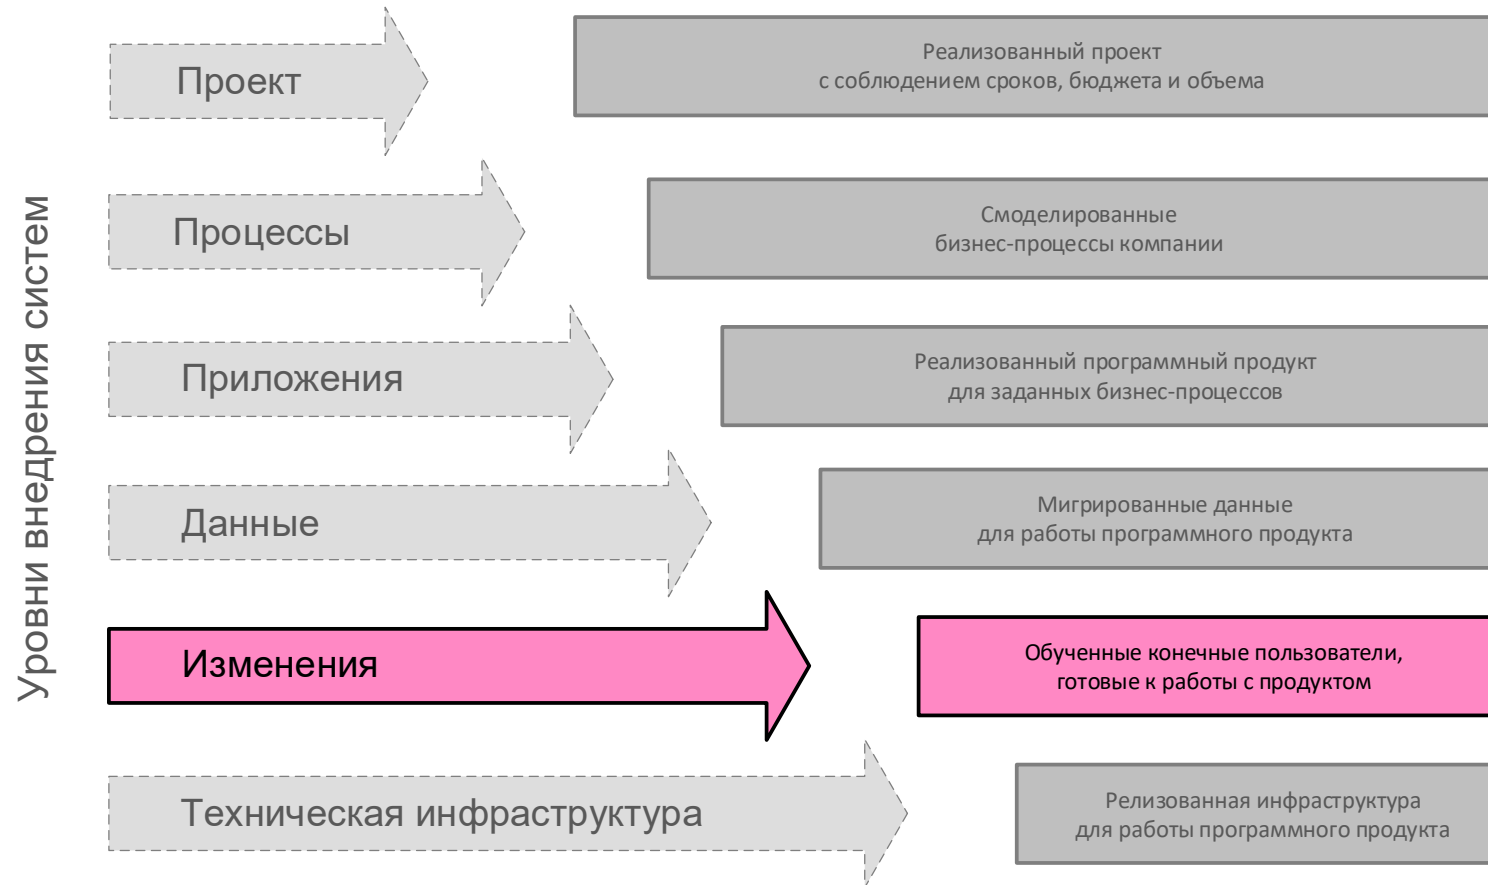 Уровни внедрения систем
Проект
Реализованный проект
с соблюдением сроков, бюджета и объема
Процессы
Смоделированные
бизнес-процессы компании
Приложения
Реализованный программный продукт
для заданных бизнес-процессов
Данные
Мигрированные данные
для работы программного продукта
Изменения
Обученные конечные пользователи,
готовые к работы с продуктом
Техническая инфраструктура
Релизованная инфраструктура
для работы программного продукта